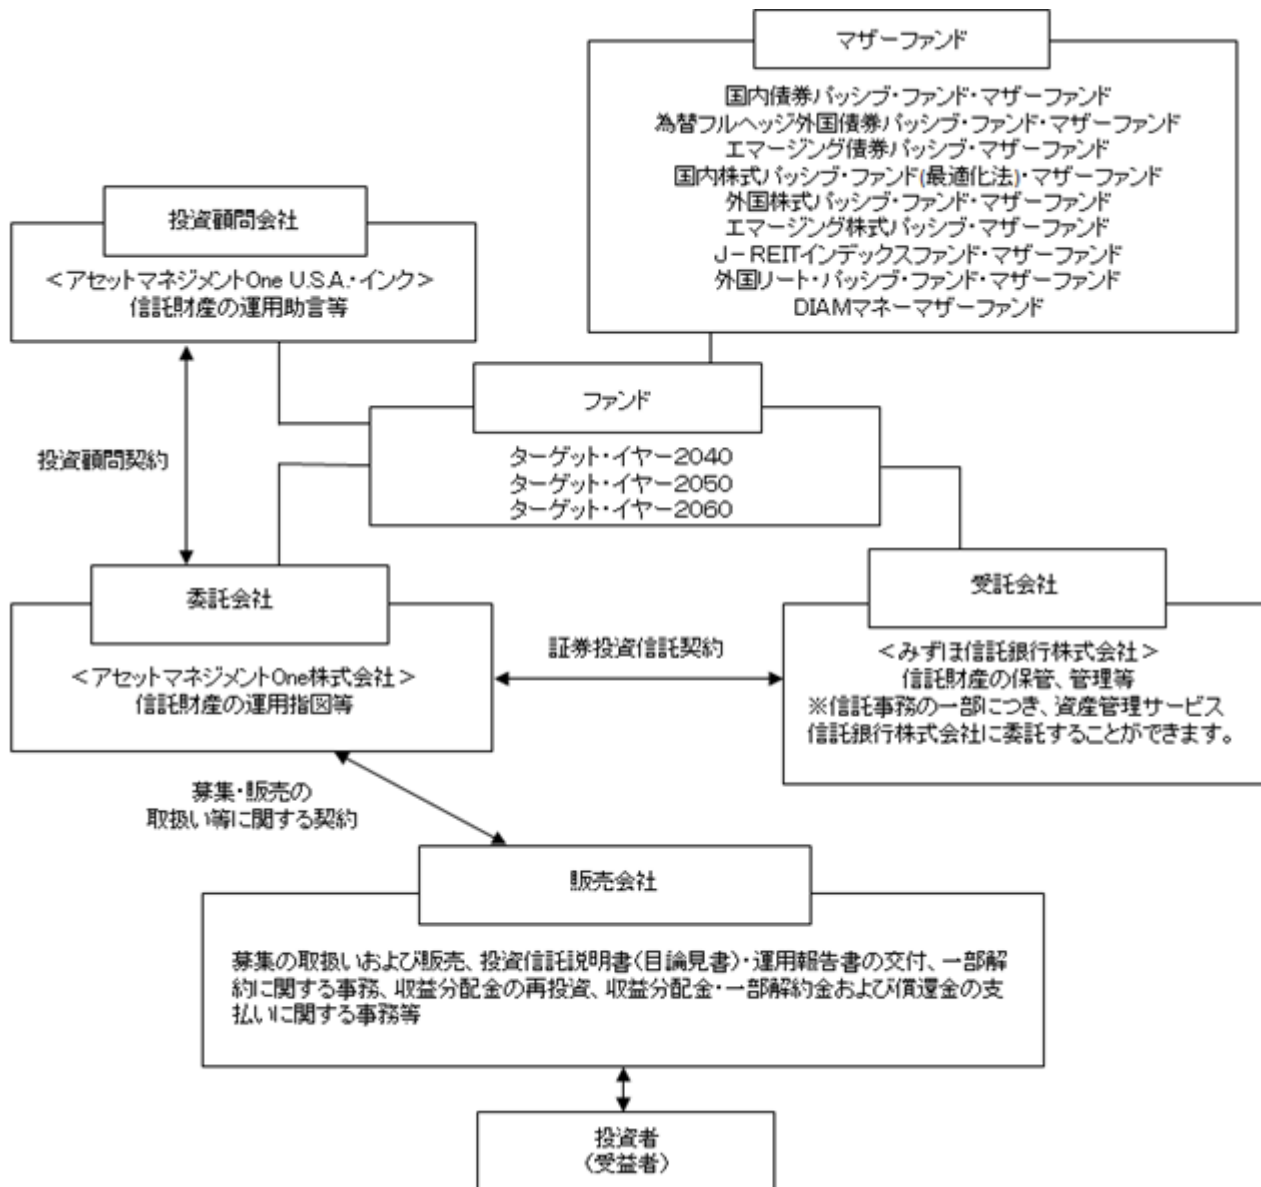 マザーファンド
国内債券パッシブ・ファンド・マザーファンド
為替フルヘッジ外国債券パッシブ・ファンド・マザーファンド
エマージング債券パッシブ・マザーファンド
国内株式パッシブ・ファンド(最適化法)・マザーファンド
外国株式パッシブ・ファンド・マザーファンド
エマージング株式パッシブ・マザーファンド
J-REITインデックスファンド・マザーファンド
外国リート・パッシブ・ファンド・マザーファンド
DIAMマネーマザーファンド
投資顧問会社
<アセットマネジメントOne U.S.A.・インク>
信託財産の運用助言等
ファンド
ターゲット・イヤー2040
ターゲット・イヤー2050
ターゲット・イヤー2060
投資顧問契約
委託会社
<アセットマネジメントOne株式会社>
信託財産の運用指図等
証券投資信託契約
受託会社
<みずほ信託銀行株式会社>
信託財産の保管、管理等
※信託事務の一部につき、資産管理サービス
信託銀行株式会社に委託することができます。
募集・販売の
取扱い等に関する契約
販売会社
募集の取扱いおよび販売、投資信託説明書(目論見書)・運用報告書の交付、一部解
約に関する事務、収益分配金の再投資、収益分配金・一部解約金および償還金の支
払いに関する事務等
投資者
(受益者)